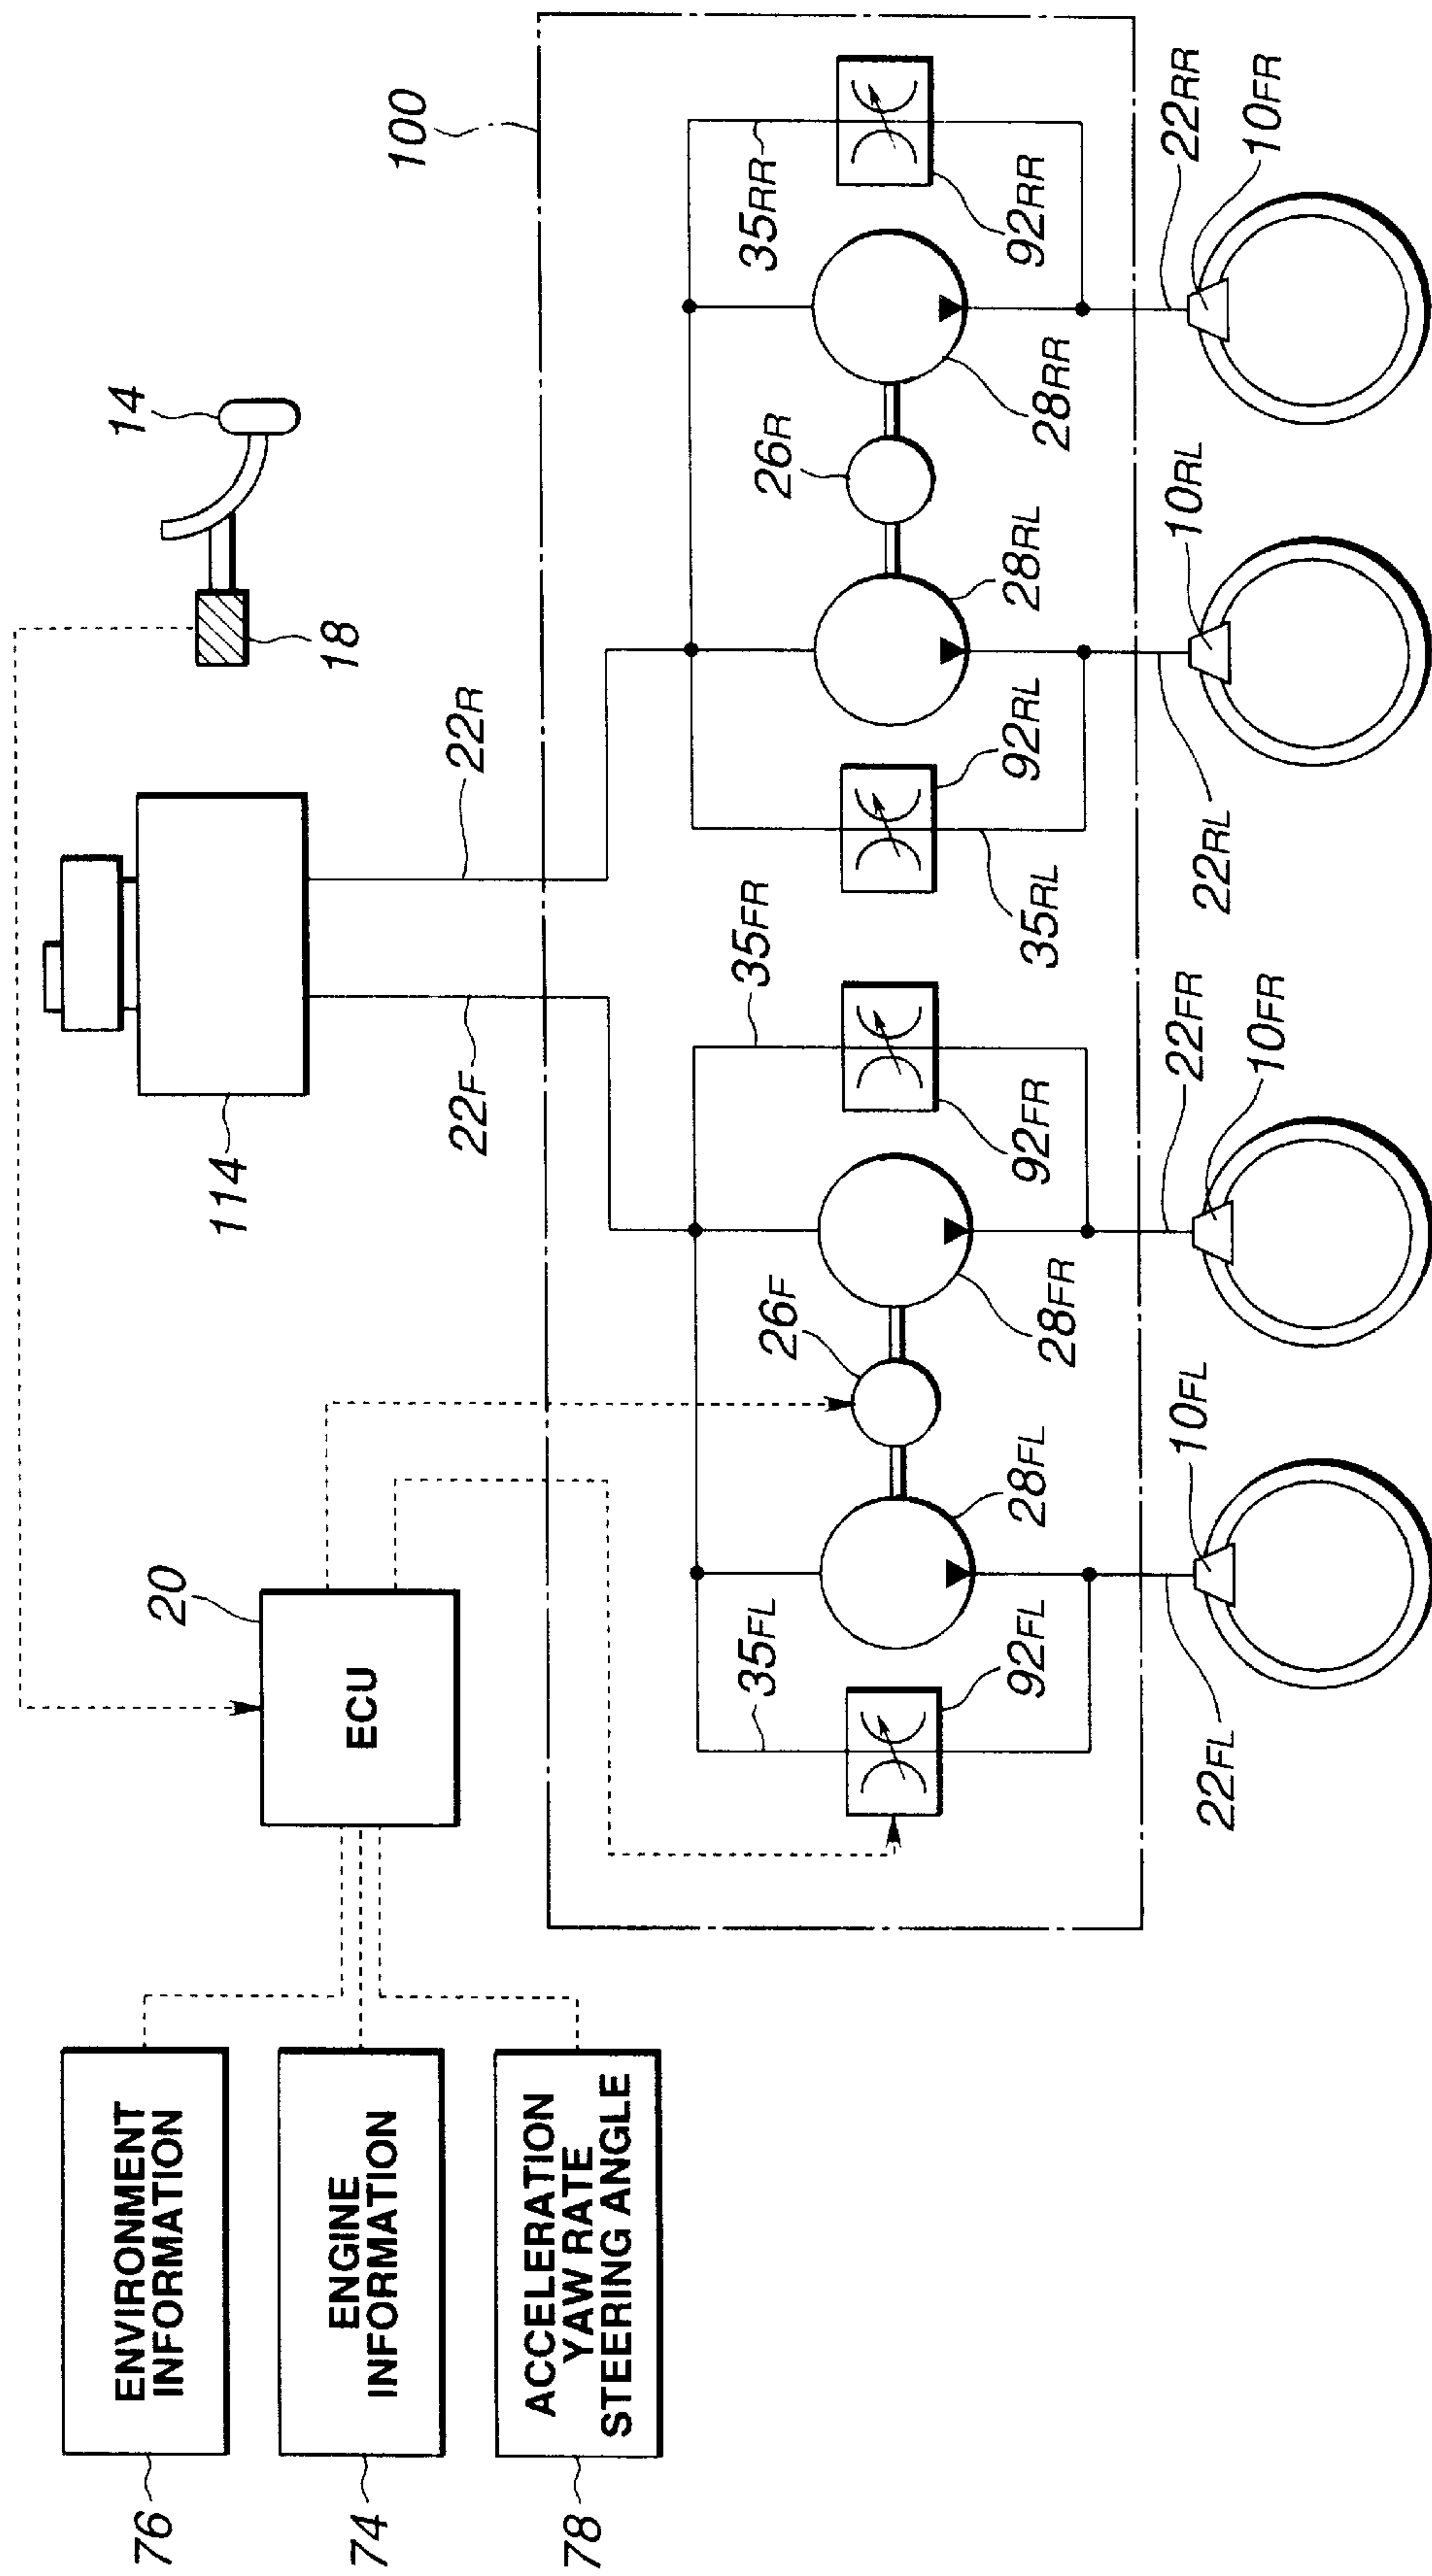 76
ENVIRONMENT
INFORMATION
74
ENGINE
INFORMATION
78
ACCELERATION
YAW RATE
STEERING ANGLE
20
ECU
114
14
18
22F
22R
100
35FL
92FL
28FL
26F
28FR
35FR
92FR
35RL
92RL
28RL
26R
28RR
35RR
92RR
22FL
10FL
22FR
10FR
22RL
10RL
22RR
10FR